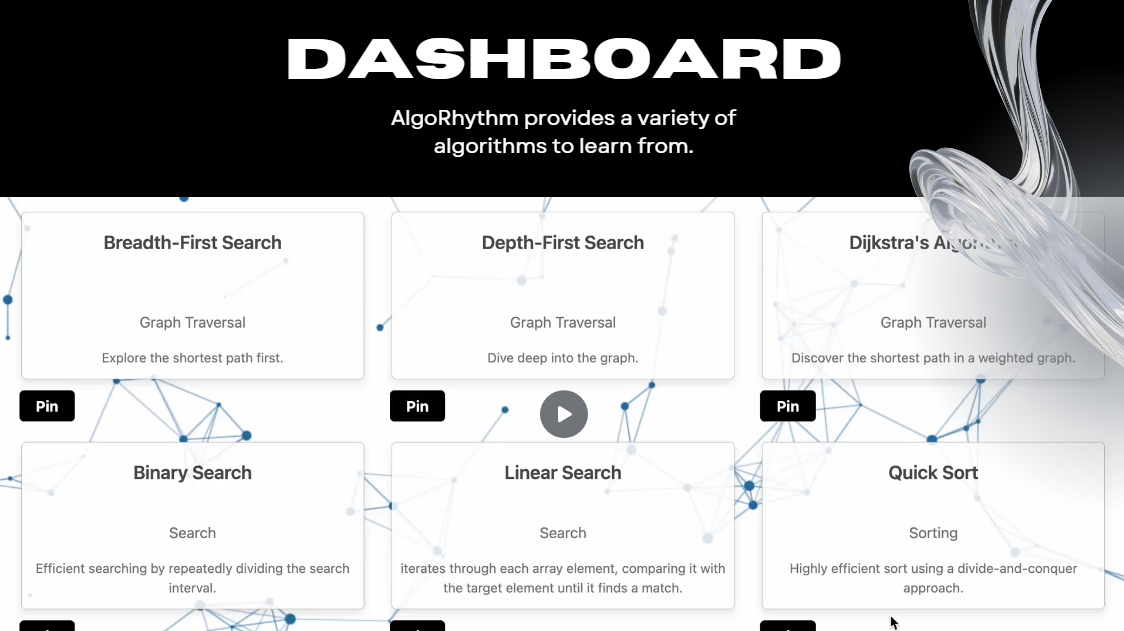 DASHBOARD
AlgoRhythm provides a variety of
algorithms to learn from.
Breadth-First Search
Graph Traversal
Explore the shortest path first.
Pin
Depth-First Search
Graph Traversal
Dive deep into the graph.
Pin
Dijkstra's Algorithm
Graph Traversal
Discover the shortest path in a weighted graph.
Pin
Binary Search
Search
Efficient searching by repeatedly dividing the search
interval.
Linear Search
Search
iterates through each array element, comparing it with
the target element until it finds a match.
Quick Sort
Sorting
Highly efficient sort using a divide-and-conquer
approach.